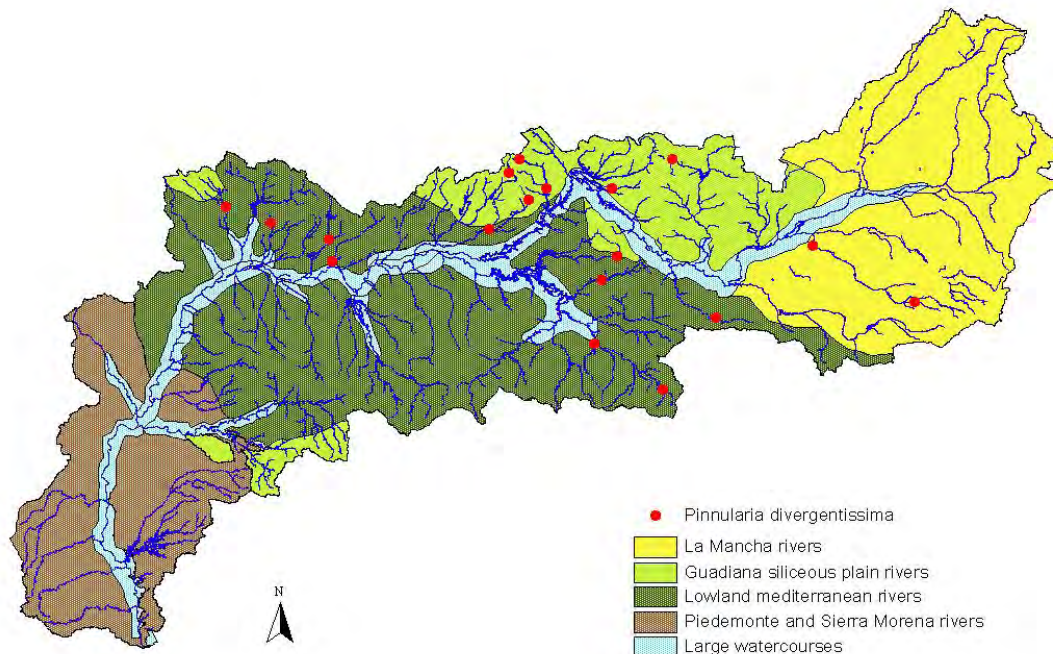 Pinnularia divergentissima
La Mancha rivers
Guadiana siliceous plain rivers
Lowland mediterranean rivers
N
Piedemonte and Sierra Morena rivers
Large watercourses